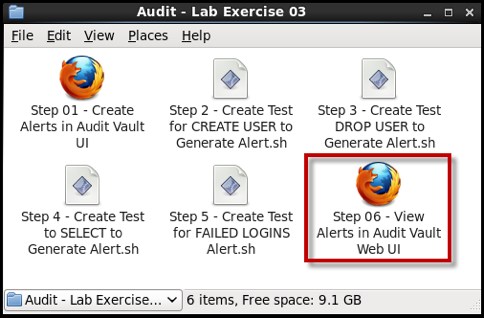 Audit - Lab Exercise 03
File Edit View Places Help
Step 01 - Create
Alerts in Audit Vault
UI
Step 2 - Create Test
for CREATE USER to
Generate Alert.sh
Step 3 - Create Test
DROP USER to
Generate Alert.sh
Step 4 - Create Test
to SELECT to
Generate Alert.sh
Step 5 - Create Test
for FAILED LOGINS
Alert.sh
Step 06 - View
Alerts in Audit Vault
Web UI
Audit - Lab Exercise... 6 items, Free space: 9.1 GB